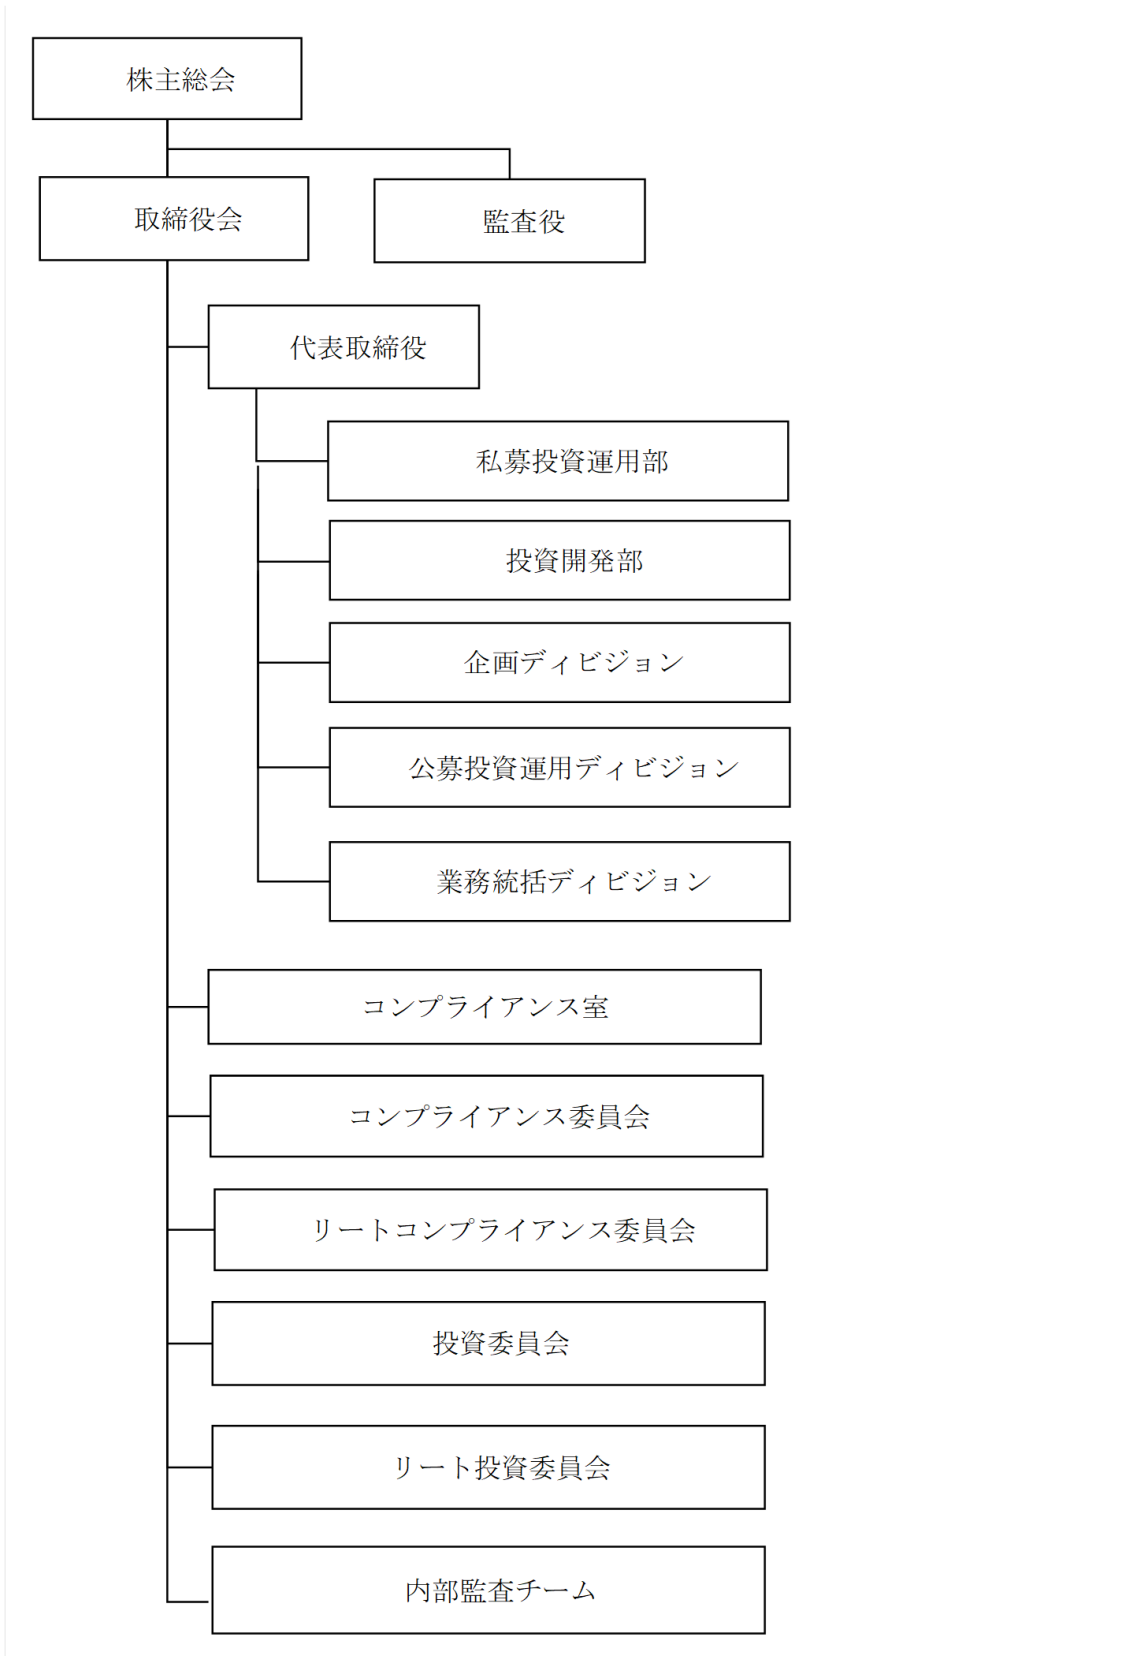 株主総会
取締役会
監査役
代表取締役
私募投資運用部
投資開発部
企画ディビジョン
公募投資運用ディビジョン
業務統括ディビジョン
コンプライアンス室
コンプライアンス委員会
リートコンプライアンス委員会
投資委員会
リート投資委員会
内部監査チーム